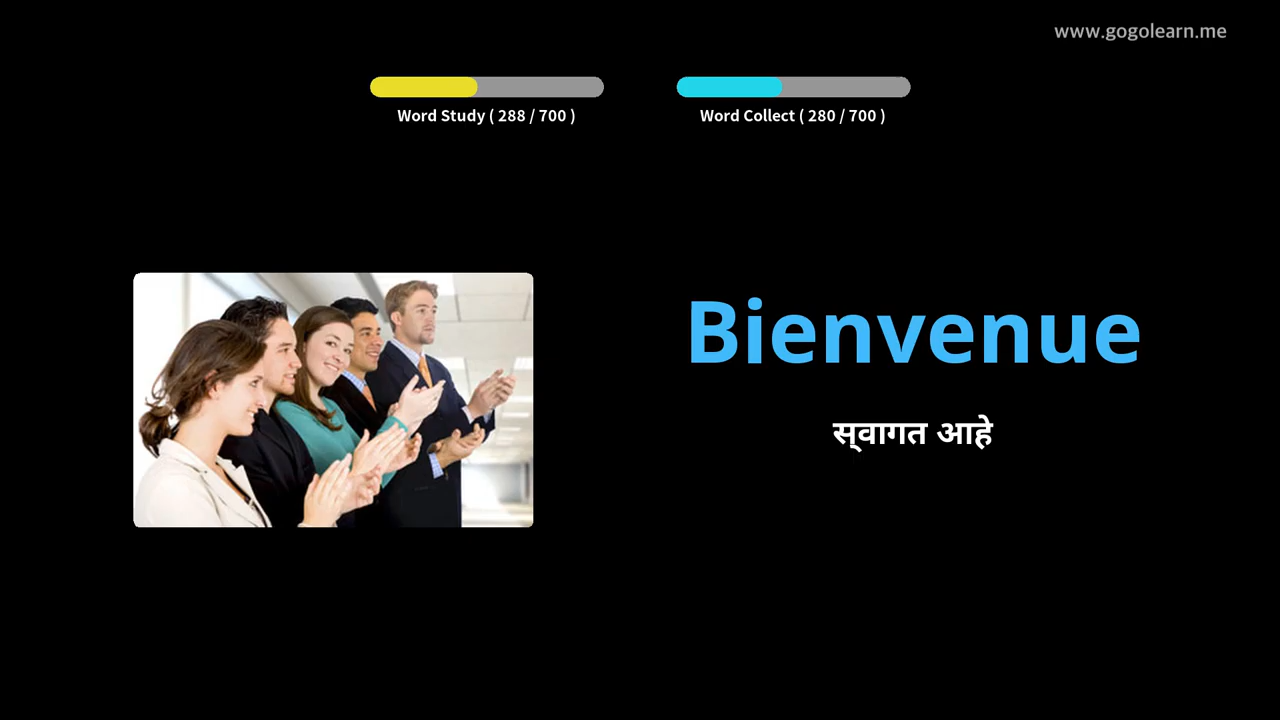 www.gogolearn.me
Word Study ( 288 / 700 )
Word Collect ( 280 / 700 )
Bienvenue
स्वागत आहे